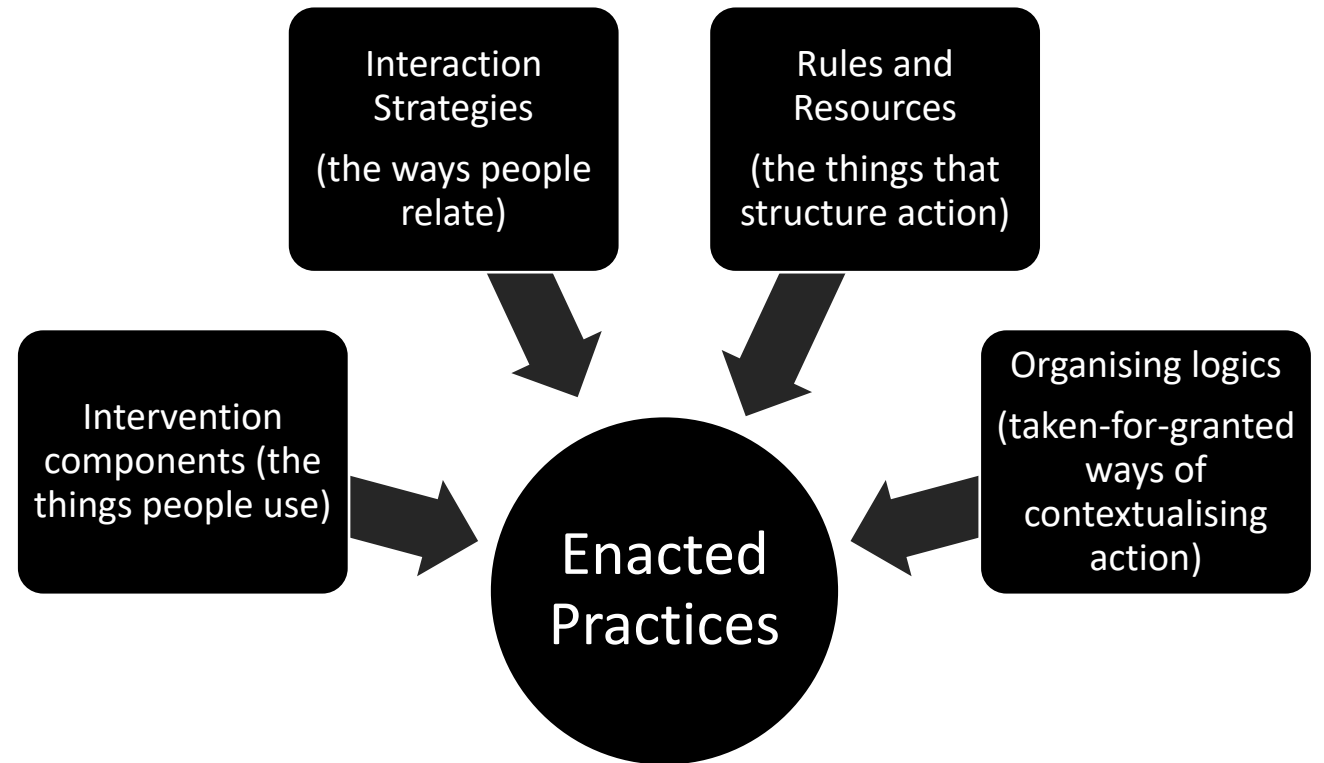 Interaction
Strategies
(the ways people
relate)
Rules and
Resources
(the things that
structure action)
Intervention
components (the
things people use)
Organising logics
(taken-for-granted
ways of
contextualising
action)
Enacted
Practices